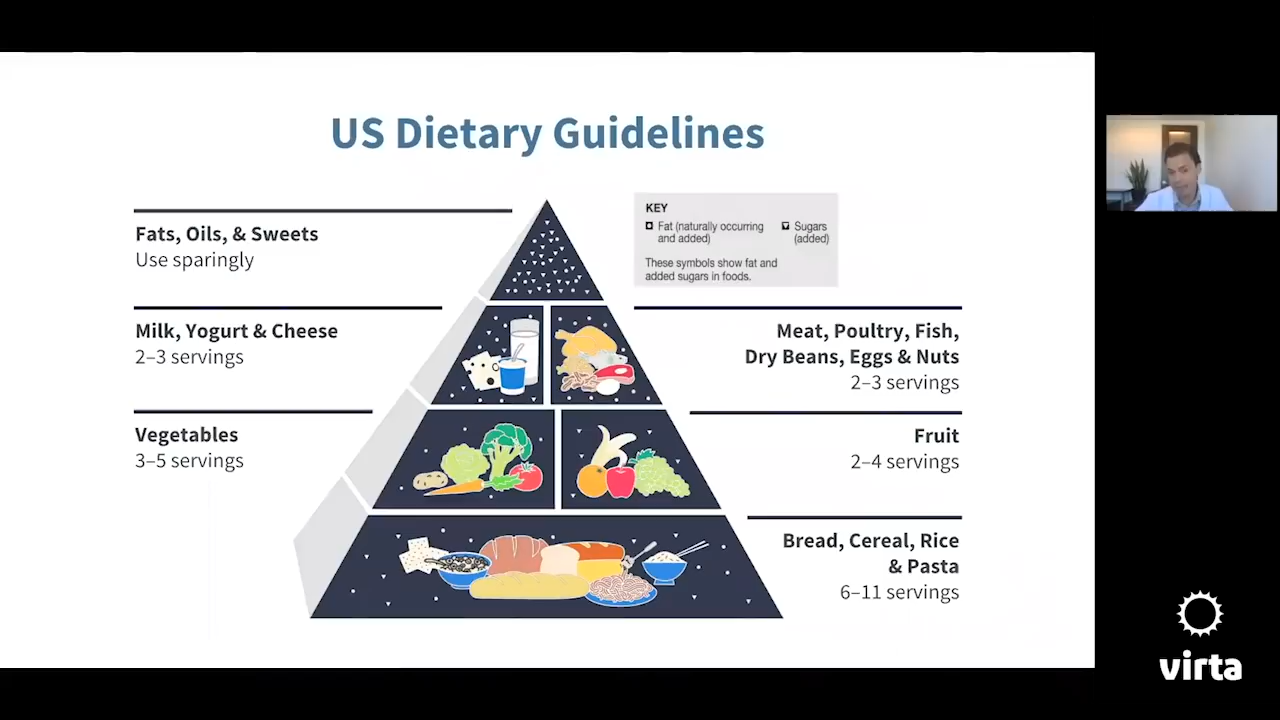 US Dietary Guidelines
KEY
Fat (naturally occurring
and added)
Sugars
(added)
These symbols show fat and
added sugars in foods.
Fats, Oils, & Sweets
Use sparingly
Milk, Yogurt & Cheese
2–3 servings
Meat, Poultry, Fish,
Dry Beans, Eggs & Nuts
2–3 servings
Vegetables
3–5 servings
Fruit
2–4 servings
Bread, Cereal, Rice
& Pasta
6–11 servings
virta